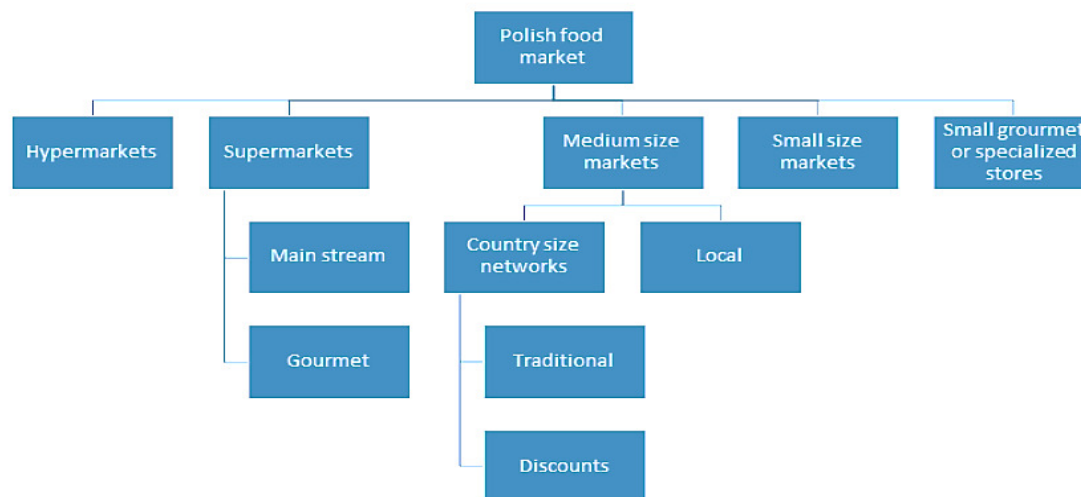 Polish food
market
Hypermarkets
Supermarkets
Medium size
markets
Small size
markets
Small grourmet
or specialized
stores
Main stream
Country size
networks
Local
Gourmet
Traditional
Discounts